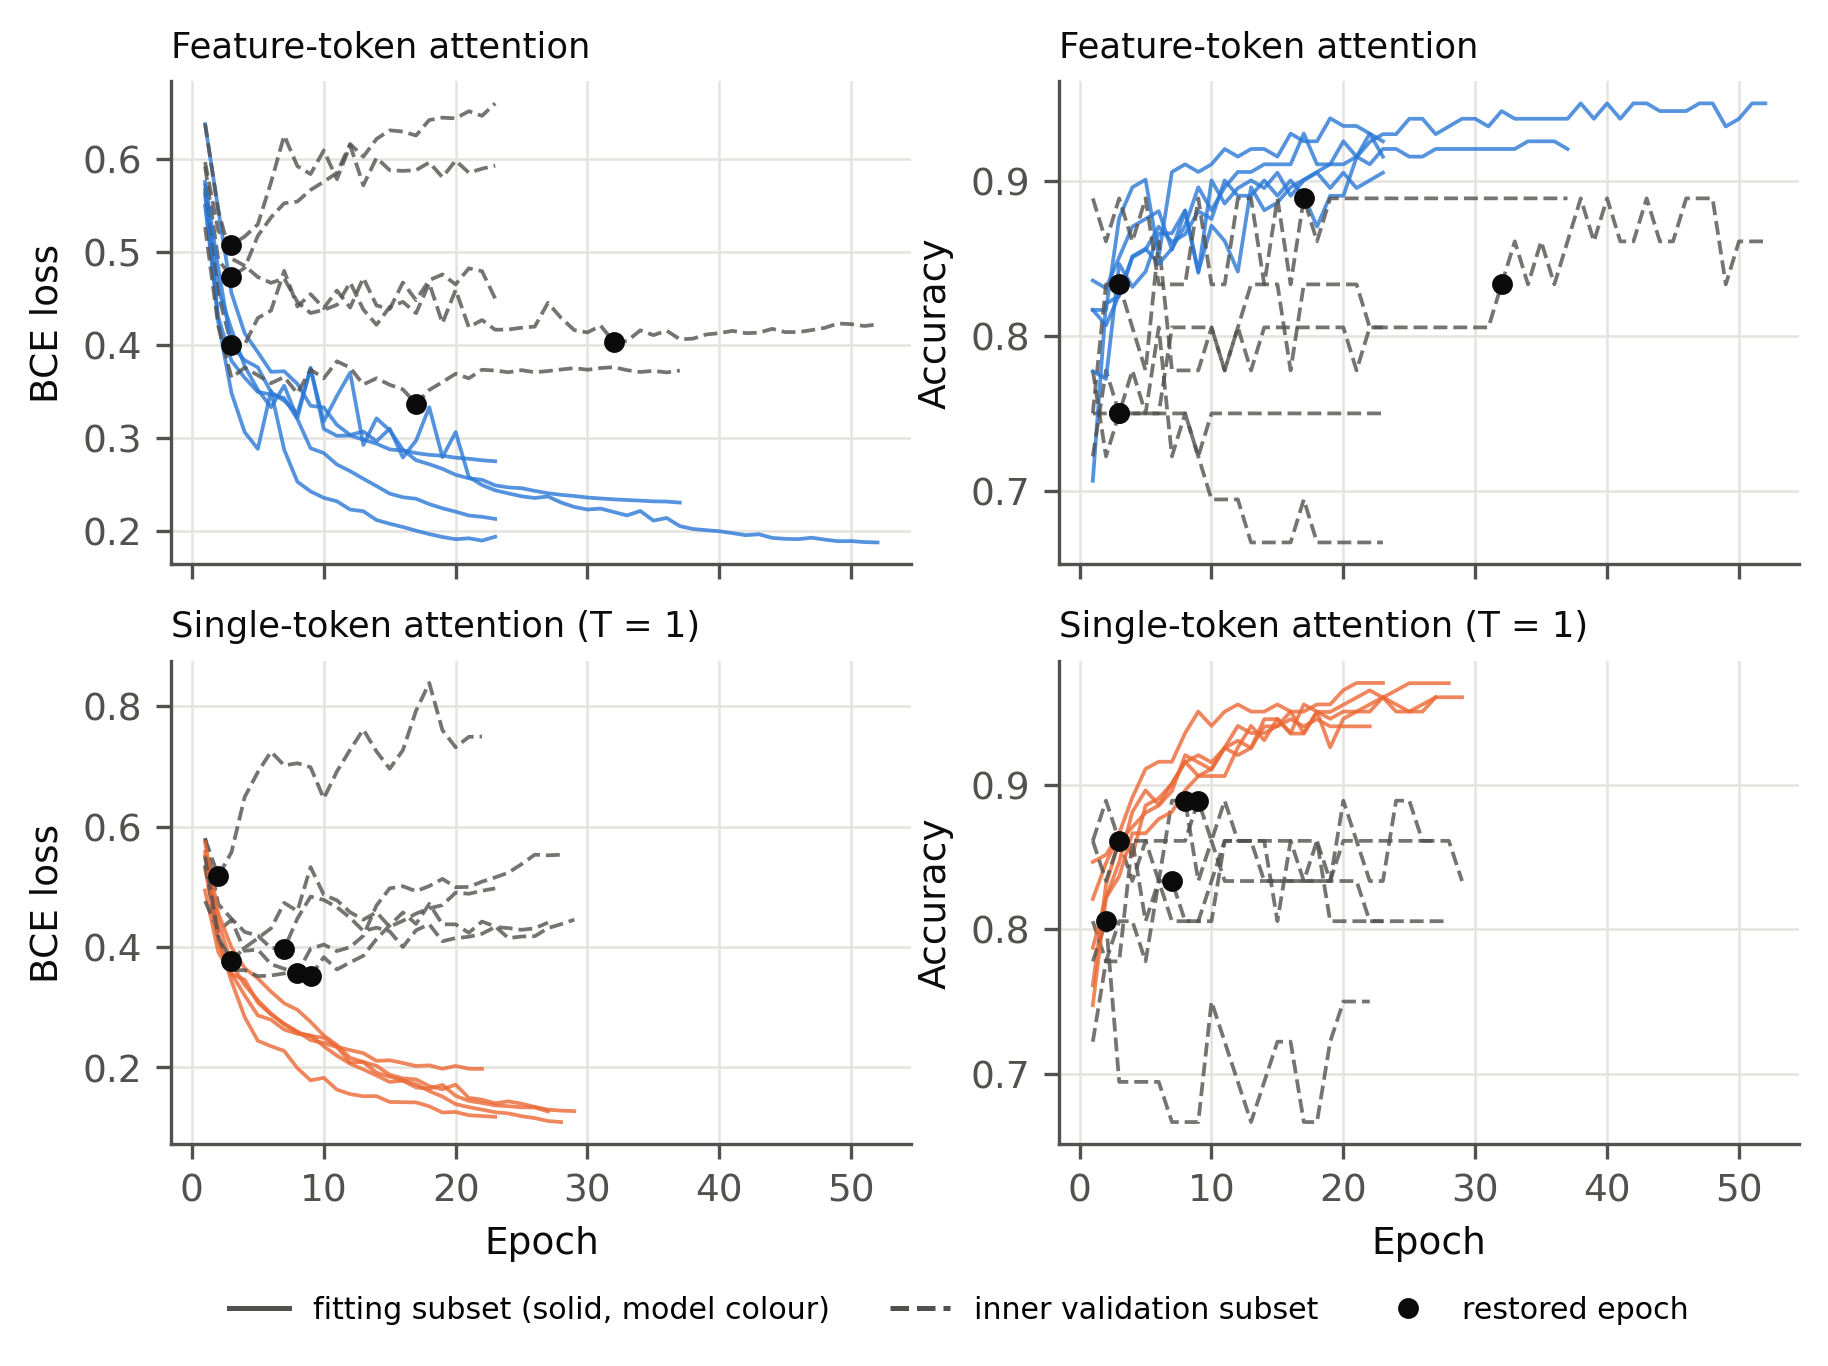 Feature-token attention
BCE loss
0.6
0.5
0.4
0.3
0.2
Feature-token attention
Accuracy
0.9
0.8
0.7
Single-token attention (T = 1)
BCE loss
0.8
0.6
0.4
0.2
0 10 20 30 40 50
Epoch
Single-token attention (T = 1)
Accuracy
0.9
0.8
0.7
0 10 20 30 40 50
Epoch
fitting subset (solid, model colour) inner validation subset restored epoch